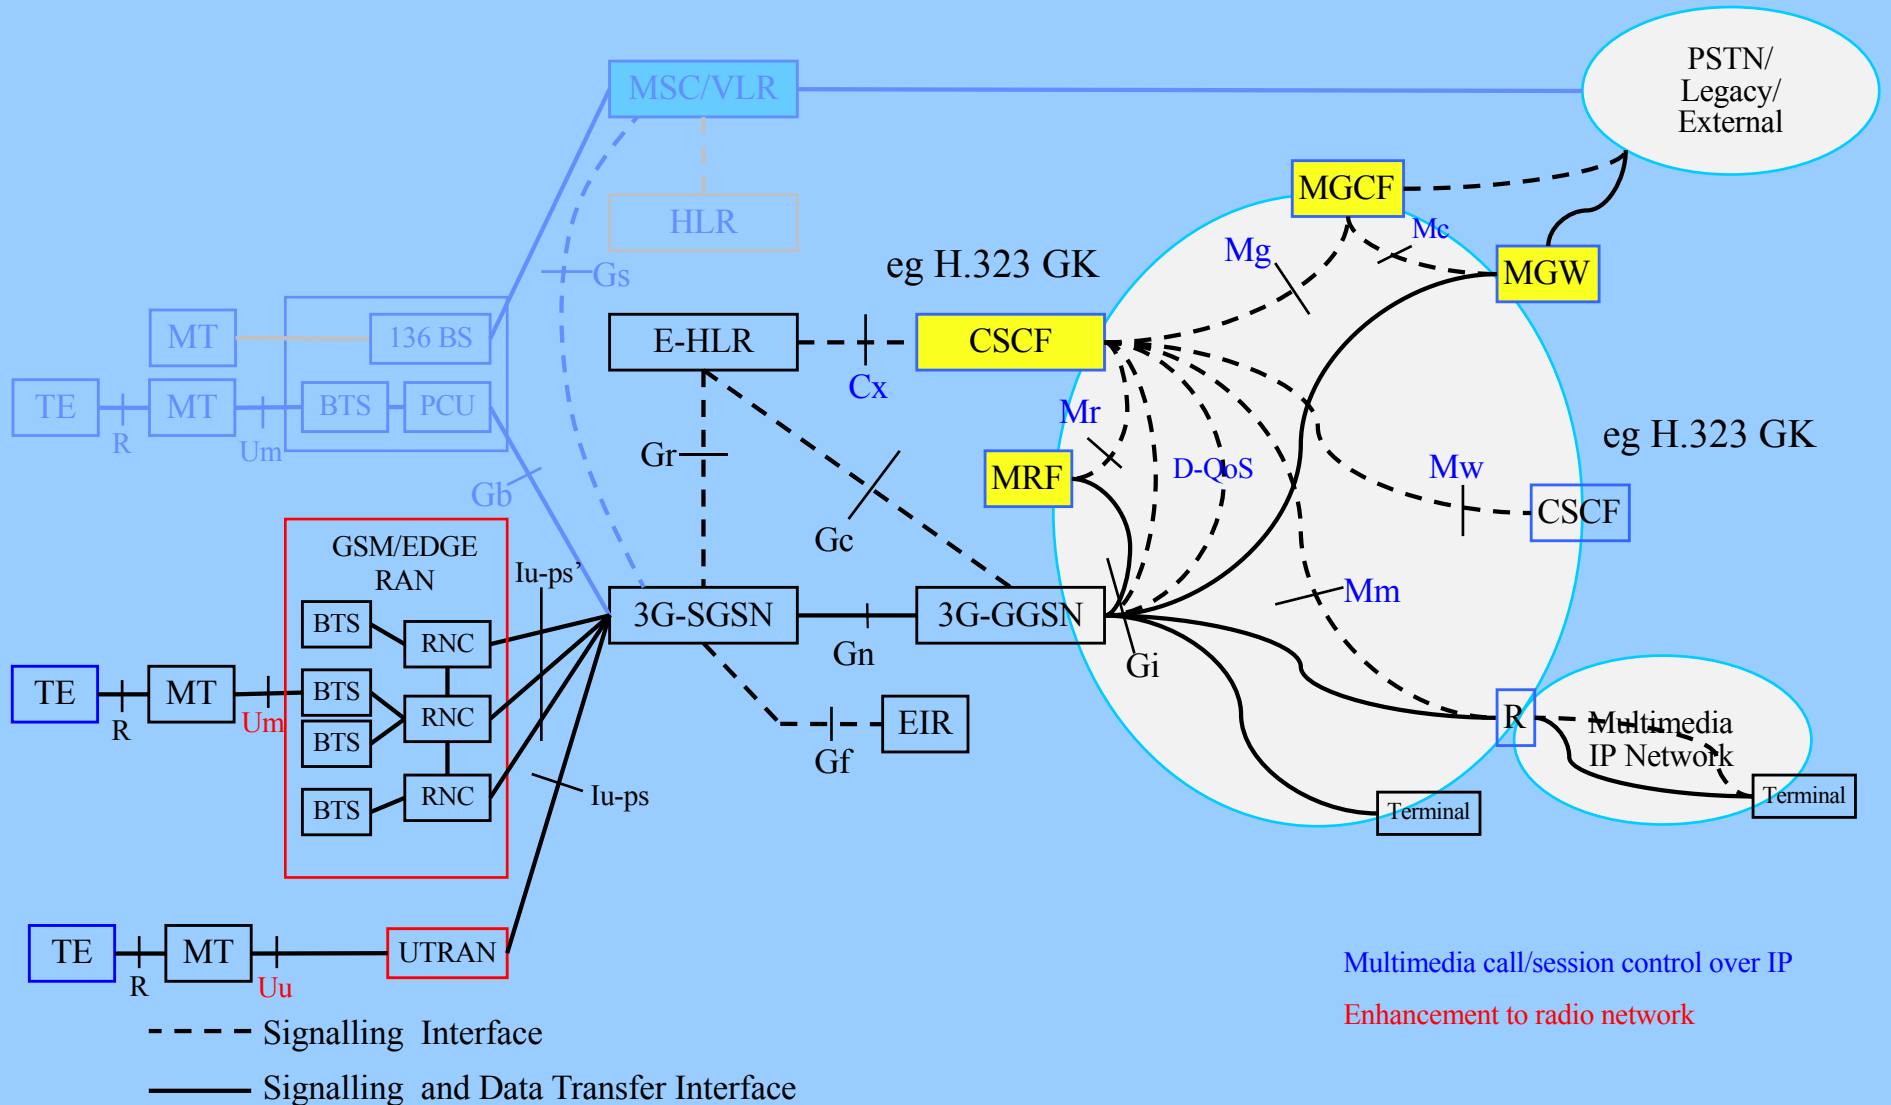 MSC/VLR
PSTN/
Legacy/
External
MGCF
HLR
Mc
Mg
eg H.323 GK
Gs
MGW
MT
136 BS
E-HLR
CSCF
Cx
TE
MT
BTS
PCU
R
Um
Mr
eg H.323 GK
Gr
D-QoS
Mw
MRF
Gb
CSCF
Gc
GSM/EDGE
RAN
Iu-ps’
Mm
BTS
RNC
3G-SGSN
3G-GGSN
Gn
Gi
TE
MT
BTS
RNC
R
Um
BTS
EIR
R
Multimedia
IP Network
Gf
BTS
RNC
Iu-ps
Terminal
Terminal
TE
MT
UTRAN
R
Uu
Multimedia call/session control over IP
Enhancement to radio network
Signalling Interface
Signalling and Data Transfer Interface